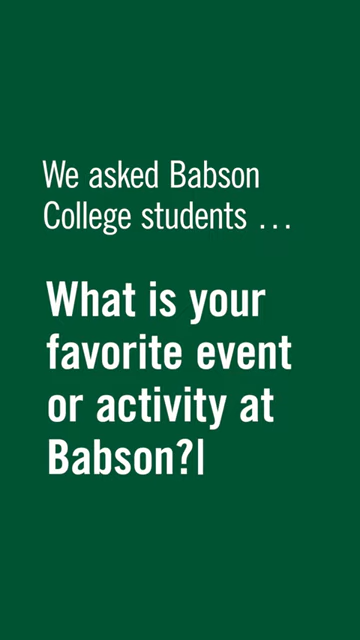 We asked Babson
College students ...
What is your
favorite event
or activity at
Babson?|